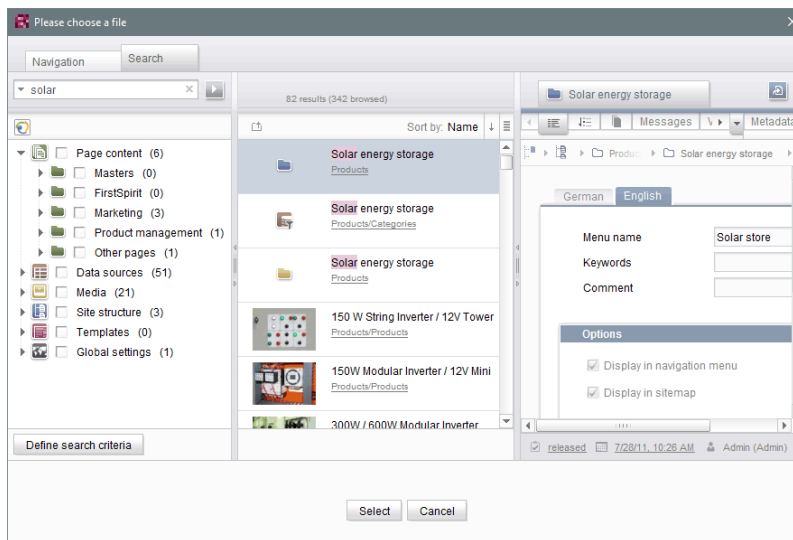 Please choose a file
Navigation
Search
solar
82 results (342 browsed)
Solar energy storage
Sort by: Name
Messages
Metadata
Page content (6)
Masters (0)
FirstSpirit (0)
Marketing (3)
Product management (1)
Other pages (1)
Data sources (51)
Media (21)
Site structure (3)
Templates (0)
Global settings (1)
Define search criteria
Solar energy storage
Products
Solar energy storage
Products/Categories
Solar energy storage
Products
150 W String Inverter / 12V Tower
Products/Products
150W Modular Inverter / 12V Mini
Products/Products
300W / 600W Modular Inverter
Produc
Solar energy storage
German
English
Menu name
Solar store
Keywords
Comment
Options
Display in navigation menu
Display in sitemap
released
7/28/11, 10:26 AM
Admin (Admin)
Select
Cancel